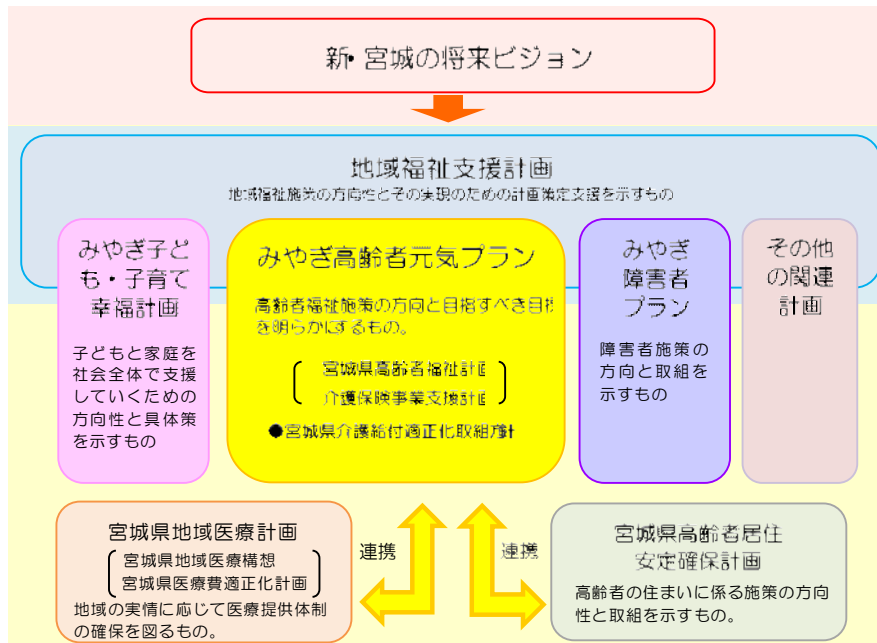 新・宮城の将来ビジョン
地域福祉支援計画
地域福祉施策の方向性とその実現のための計画策定支援を示すもの
みやぎ子ど
も・子育て
幸福計画
子どもと家庭を
社会全体で支援
していくための
方向性と具体策
を示すもの
みやぎ高齢者元気プラン
高齢者福祉施策の方向と目指すべき目標
を明らかにするもの。
宮城県高齢者福祉計画
介護保険事業支援計画
●宮城県介護給付適正化取組方針
みやぎ
障害者
プラン
障害者施策の
方向と取組を
示すもの
その他
の関連
計画
宮城県地域医療計画
宮城県地域医療構想
宮城県医療費適正化計画
地域の実情に応じて医療提供体制
の確保を図るもの。
連携
連携
宮城県高齢者居住
安定確保計画
高齢者の住まいに係る施策の方向
性と取組を示すもの。